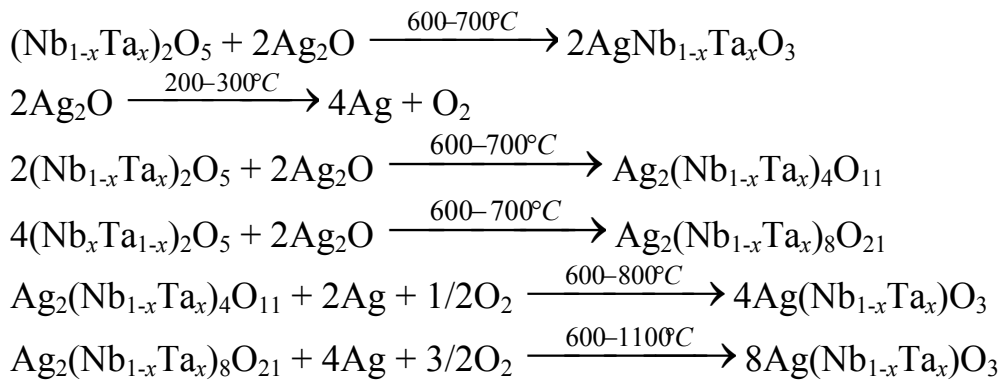 (Nb₁₋ₓTaₓ)₂O₅ + 2Ag₂O —600–700°C→ 2AgNb₁₋ₓTaₓO₃
2Ag₂O —200–300°C→ 4Ag + O₂
2(Nb₁₋ₓTaₓ)₂O₅ + 2Ag₂O —600–700°C→ Ag₂(Nb₁₋ₓTaₓ)₄O₁₁
4(NbₓTa₁₋ₓ)₂O₅ + 2Ag₂O —600–700°C→ Ag₂(Nb₁₋ₓTaₓ)₈O₂₁
Ag₂(Nb₁₋ₓTaₓ)₄O₁₁ + 2Ag + 1/2O₂ —600–800°C→ 4Ag(Nb₁₋ₓTaₓ)O₃
Ag₂(Nb₁₋ₓTaₓ)₈O₂₁ + 4Ag + 3/2O₂ —600–1100°C→ 8Ag(Nb₁₋ₓTaₓ)O₃